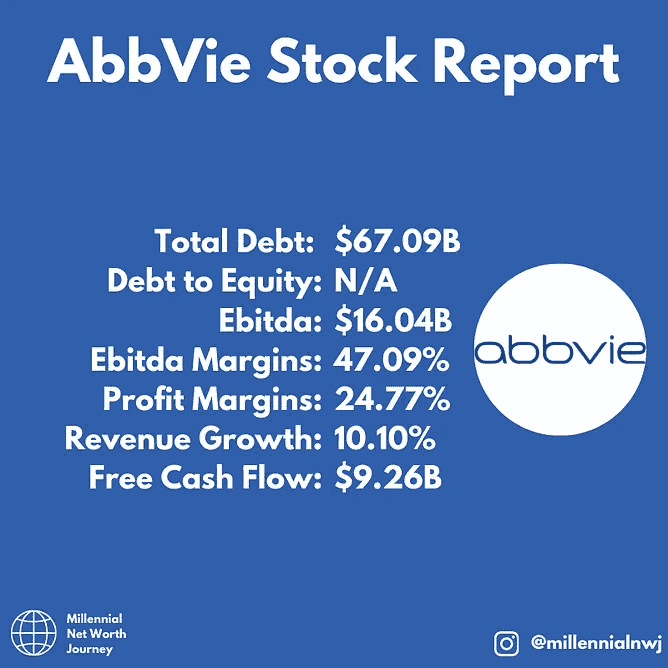 AbbVie Stock Report
Total Debt: $67.09B
Debt to Equity: N/A
Ebitda: $16.04B
Ebitda Margins: 47.09%
Profit Margins: 24.77%
Revenue Growth: 10.10%
Free Cash Flow: $9.26B
abbvie
Millennial
Net Worth
Journey
@millennialnwj